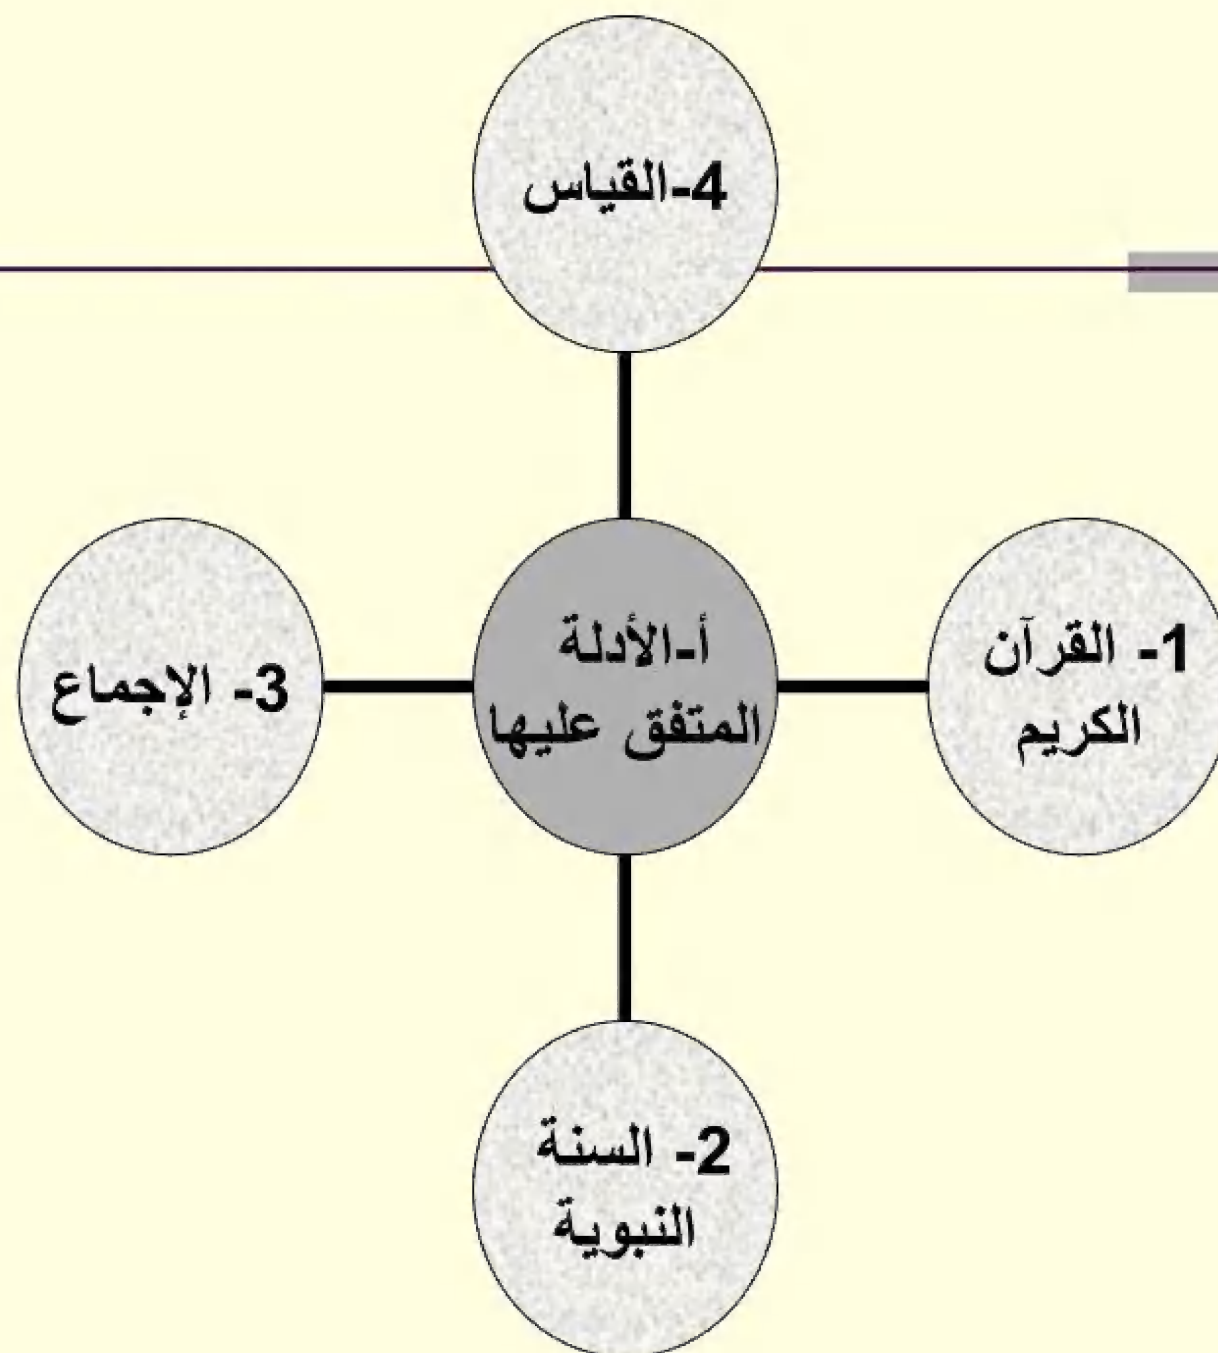 4-القياس
أ-الأدلة
المتفق عليها
1- القرآن
الكريم
2- السنة
النبوية
3- الإجماع